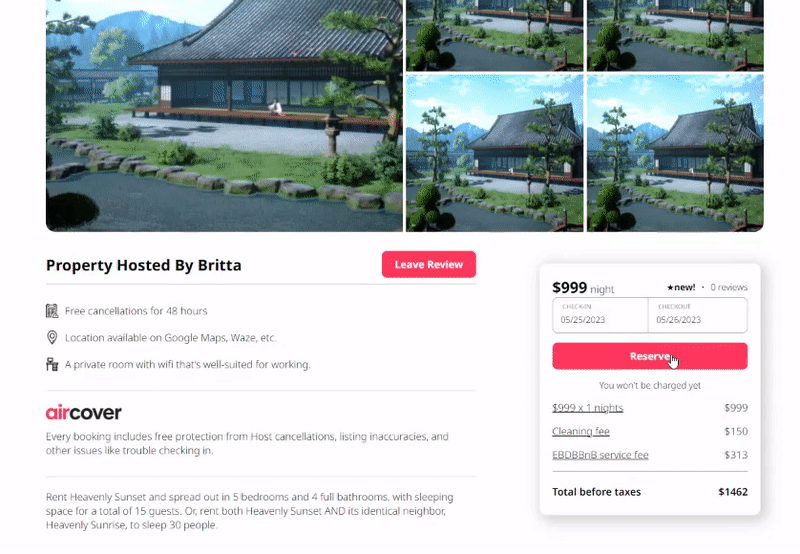 Property Hosted By Britta
Leave Review
Free cancellations for 48 hours
Location available on Google Maps, Waze, etc.
A private room with wifi that's well-suited for working.
aircover
Every booking includes free protection from Host cancellations, listing inaccuracies, and
other issues like trouble checking in.
Rent Heavenly Sunset and spread out in 5 bedrooms and 4 full bathrooms, with sleeping
space for a total of 15 guests. Or, rent both Heavenly Sunset AND its identical neighbor,
Heavenly Sunrise, to sleep 30 people.
$999 night ★new! · 0 reviews
CHECK-IN CHECKOUT
05/25/2023 05/26/2023
Reserve
You won't be charged yet
$999 x 1 nights $999
Cleaning fee $150
EBDBBnB service fee $313
Total before taxes $1462